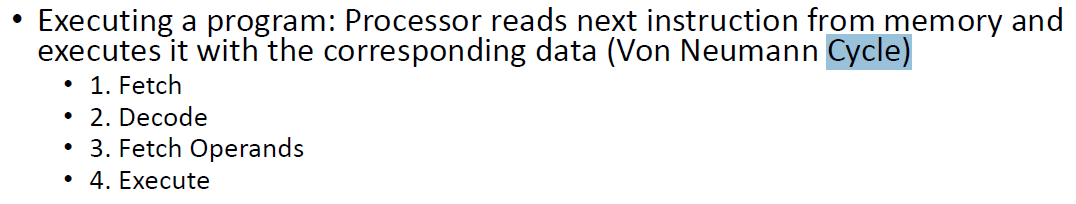 • Executing a program: Processor reads next instruction from memory and
executes it with the corresponding data (Von Neumann Cycle)
• 1. Fetch
• 2. Decode
• 3. Fetch Operands
• 4. Execute